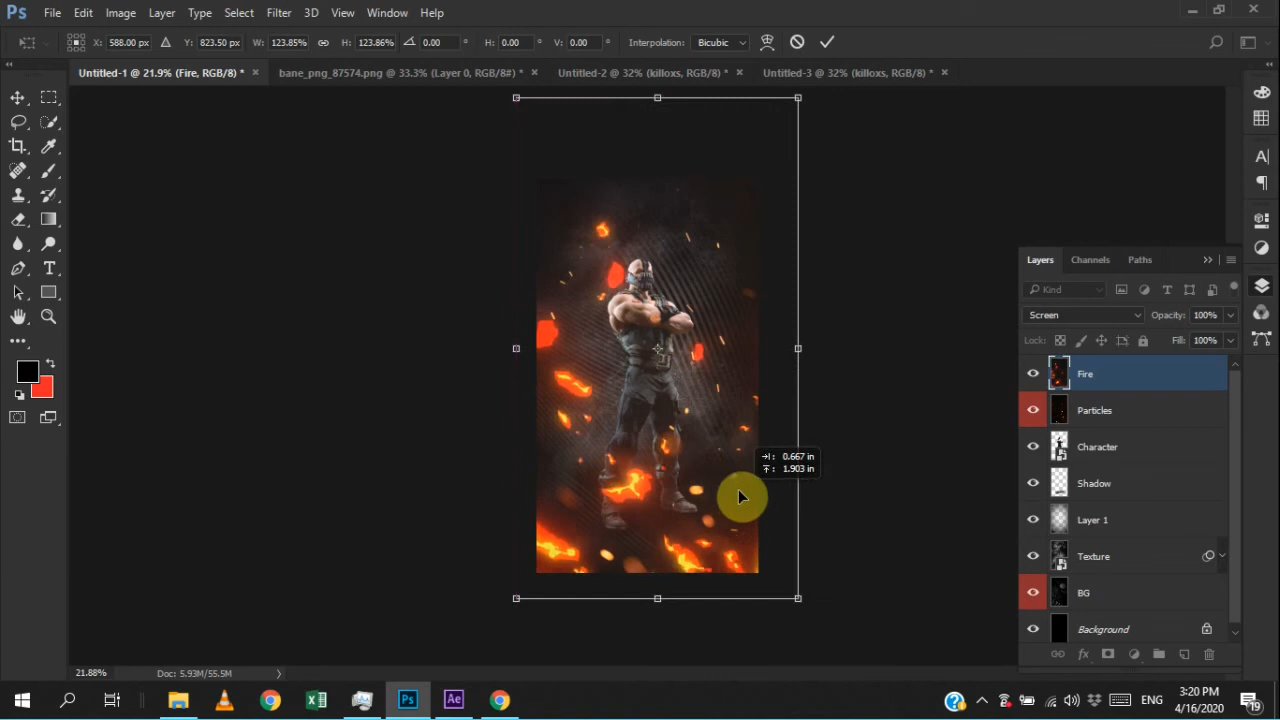 Ps File Edit Image Layer Type Select Filter 3D View Window Help
X: 588.00 px Y: 823.50 px W: 123.85% H: 123.86% 0.00 ° H: 0.00 ° V: 0.00 ° Interpolation: Bicubic
Untitled-1 @ 21.9% (Fire, RGB/8) * × bane_png_87574.png @ 33.3% (Layer 0, RGB/8#) * × Untitled-2 @ 32% (killoxs, RGB/8) * × Untitled-3 @ 32% (killoxs, RGB/8) * ×
Layers Channels Paths
Kind
Screen Opacity: 100%
Lock: Fill: 100%
Fire
Particles
Character
Shadow
Layer 1
Texture
BG
Background
0.667 in
1.903 in
21.88% Doc: 5.93M/55.5M
Ps Ae ENG 3:20 PM
4/16/2020 19